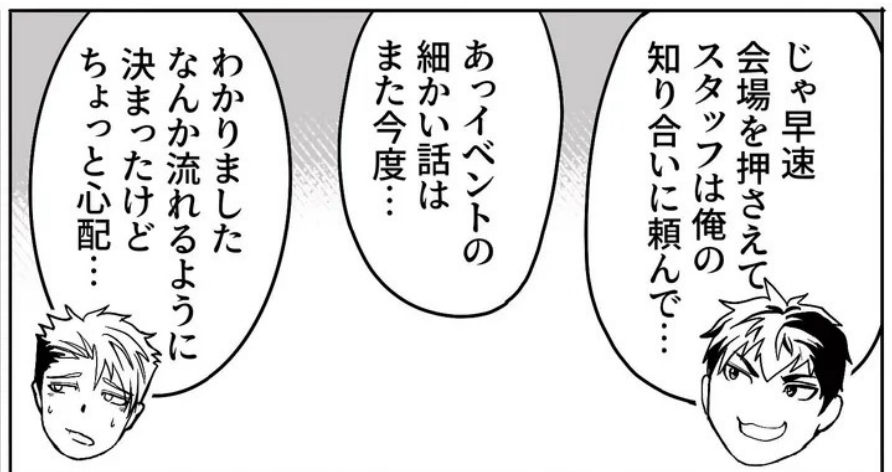 じゃ早速
会場を押さえて
スタッフは俺の
知り合いに頼んで…
あっイベントの
細かい話は
また今度…
わかりました
なんか流れるように
決まったけど
ちょっと心配…